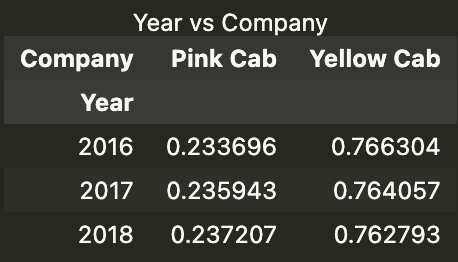 Year vs Company
Company Pink Cab Yellow Cab
Year
2016 0.233696 0.766304
2017 0.235943 0.764057
2018 0.237207 0.762793